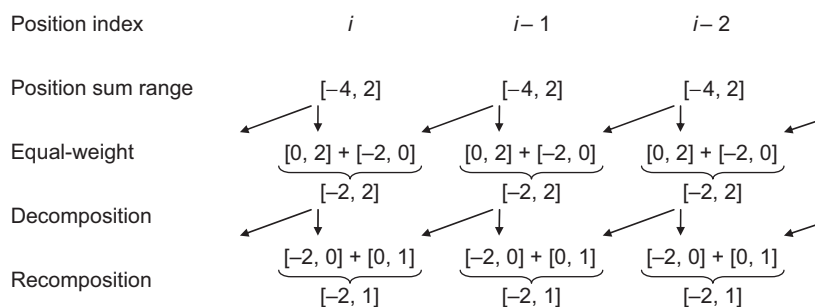 Position index i i – 1 i – 2
Position sum range [−4, 2] [−4, 2] [−4, 2]
Equal-weight [0, 2] + [–2, 0] [0, 2] + [–2, 0] [0, 2] + [–2, 0]
[–2, 2] [–2, 2] [–2, 2]
Decomposition
[–2, 0] + [0, 1] [–2, 0] + [0, 1] [–2, 0] + [0, 1]
Recomposition
[–2, 1] [–2, 1] [–2, 1]